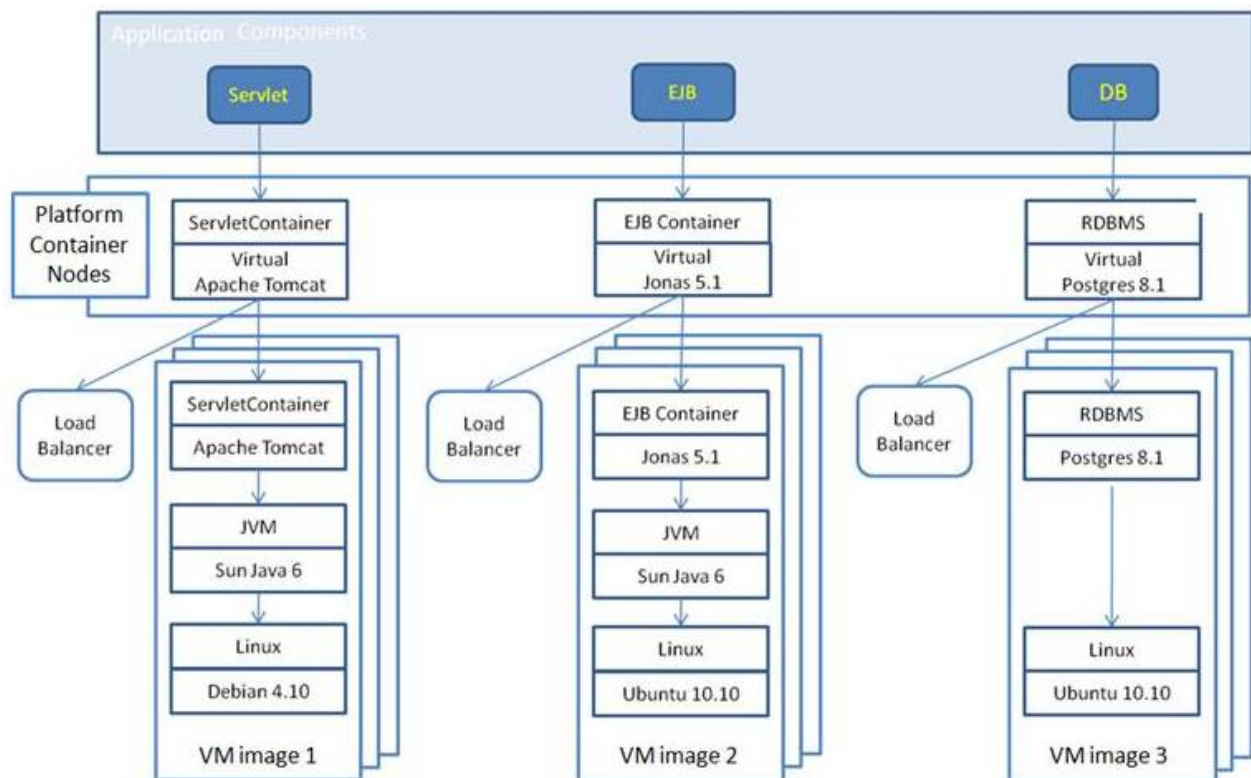 Application Components
Servlet
EJB
DB
Platform
Container
Nodes
ServletContainer
Virtual
Apache Tomcat
EJB Container
Virtual
Jonas 5.1
RDBMS
Virtual
Postgres 8.1
Load
Balancer
ServletContainer
Apache Tomcat
JVM
Sun Java 6
Linux
Debian 4.10
VM image 1
Load
Balancer
EJB Container
Jonas 5.1
JVM
Sun Java 6
Linux
Ubuntu 10.10
VM image 2
Load
Balancer
RDBMS
Postgres 8.1
Linux
Ubuntu 10.10
VM image 3